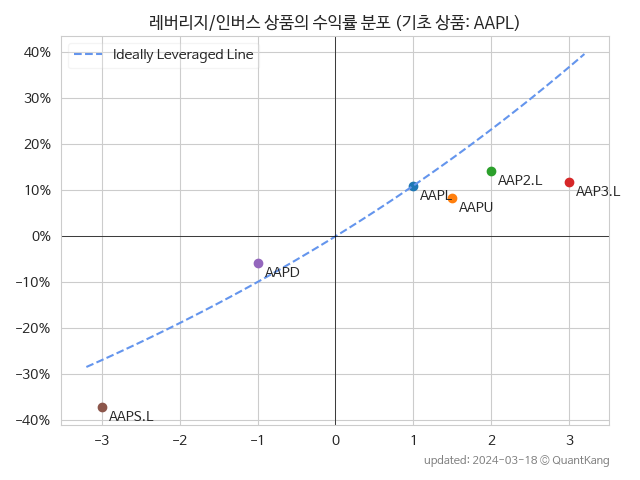 레버리지/인버스 상품의 수익률 분포 (기초 상품: AAPL)
40%
Ideally Leveraged Line
30%
20%
AAP2.L
10%
AAPL
AAP3.L
AAPU
0%
AAPD
−10%
−20%
−30%
AAPS.L
−40%
−3 −2 −1 0 1 2 3
updated: 2024-03-18 © QuantKang